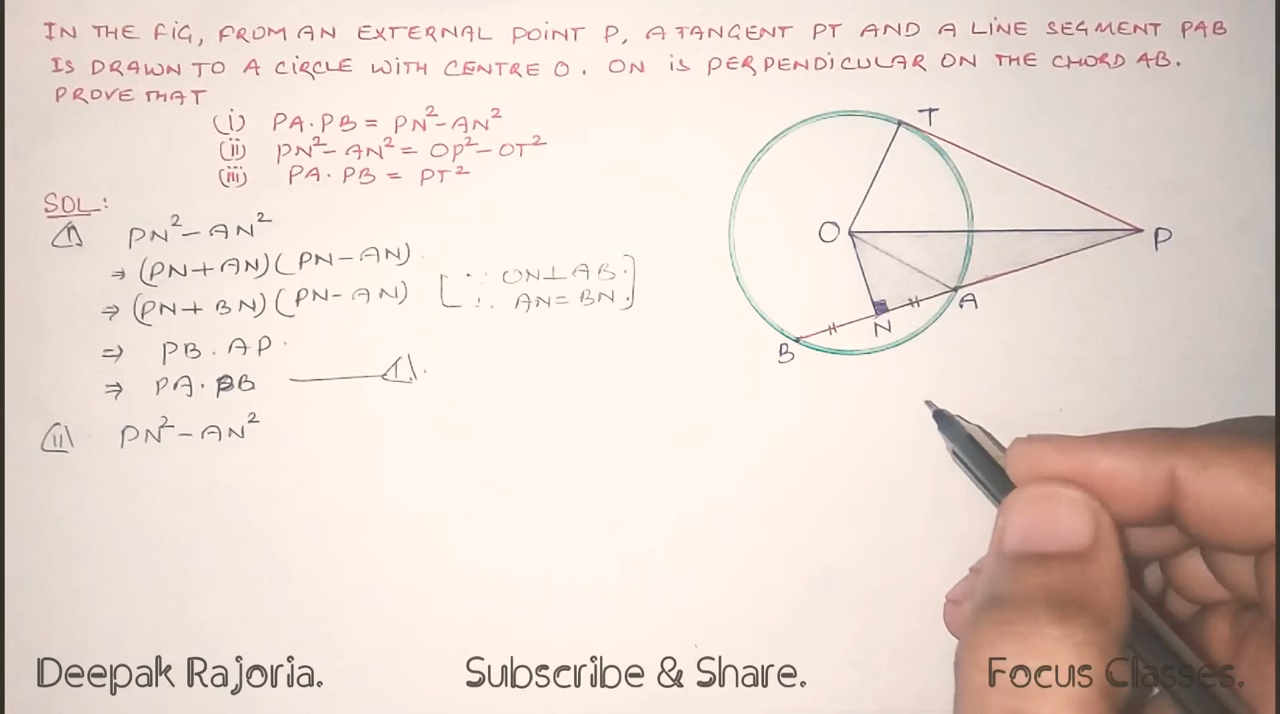 IN THE FIG, FROM AN EXTERNAL POINT P, A TANGENT PT AND A LINE SEGMENT PAB
IS DRAWN TO A CIRCLE WITH CENTRE O. ON IS PERPENDICULAR ON THE CHORD AB.
PROVE THAT
(i) PA.PB = PN²-AN²
(ii) PN²-AN² = OP²-OT²
(iii) PA.PB = PT²
SOL:
(i) PN²-AN²
⇒ (PN+AN)(PN-AN)
⇒ (PN+BN)(PN-AN) [∵ ON⊥AB.
∴ AN=BN.]
⇒ PB.AP.
⇒ PA.PB —— (1).
(ii) PN²-AN²
T
O
P
A
N
B
Deepak Rajoria.
Subscribe & Share.
Focus Classes.